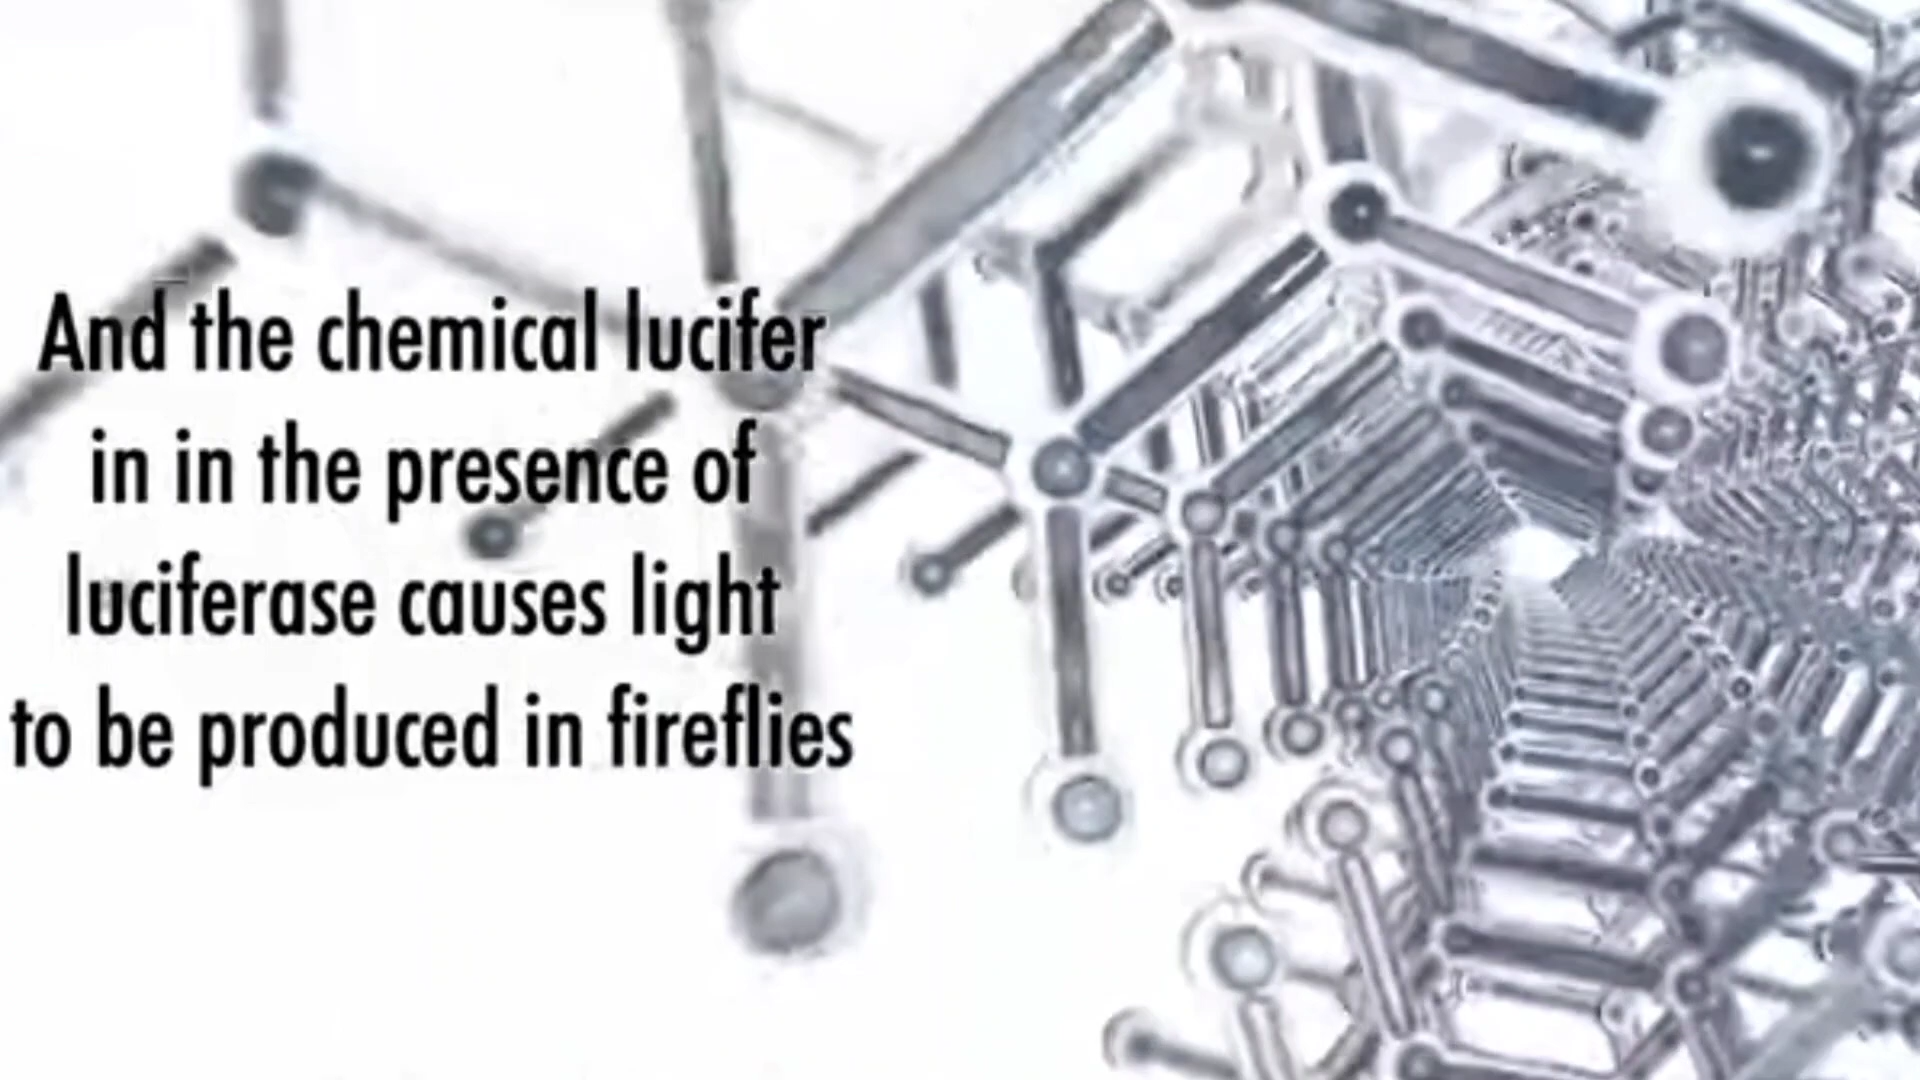 And the chemical lucifer
in in the presence of
luciferase causes light
to be produced in fireflies